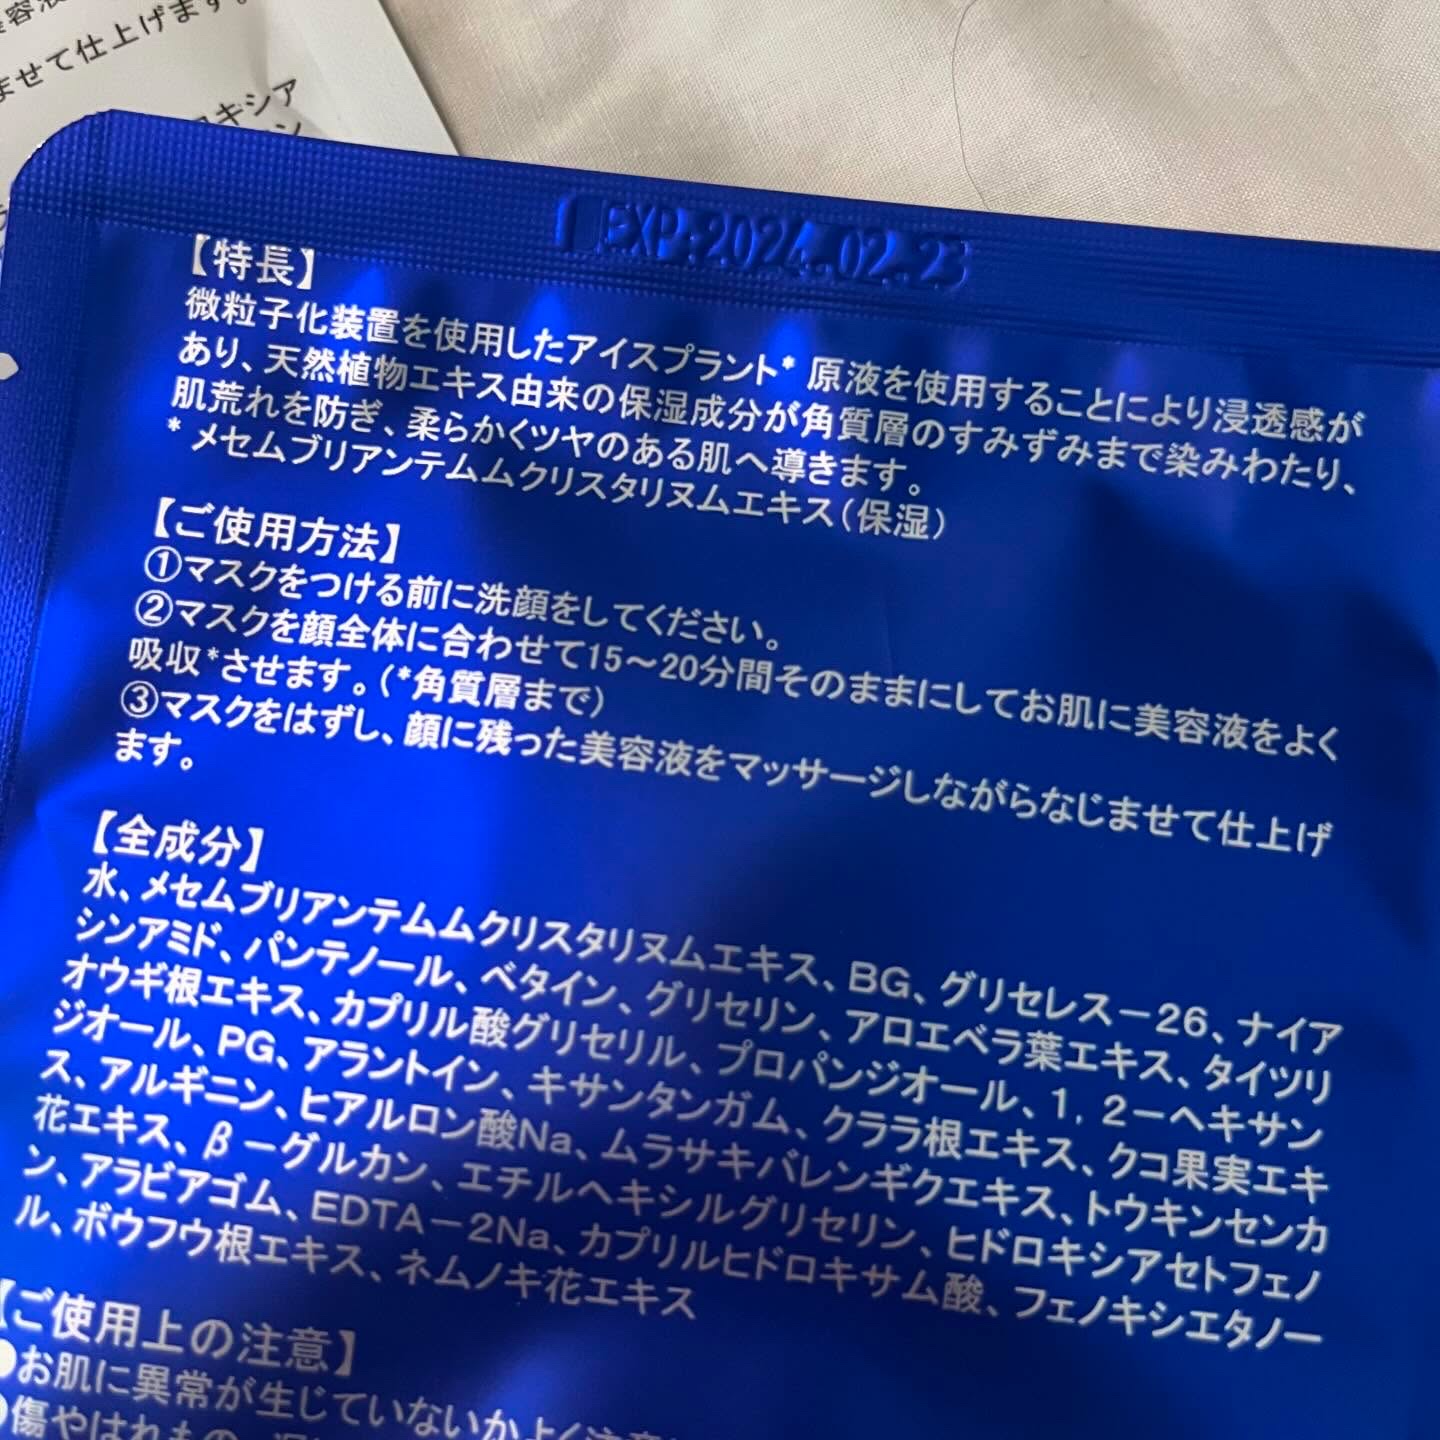 ませて仕上げます。
キシア
EXP:2024.02.23
【特長】
微粒子化装置を使用したアイスプラント* 原液を使用することにより浸透感が
あり、天然植物エキス由来の保湿成分が角質層のすみずみまで染みわたり、
肌荒れを防ぎ、柔らかくツヤのある肌へ導きます。
* メセムブリアンテムムクリスタリヌムエキス(保湿)
【ご使用方法】
①マスクをつける前に洗顔をしてください。
②マスクを顔全体に合わせて15～20分間そのままにしてお肌に美容液をよく
吸収*させます。(*角質層まで)
③マスクをはずし、顔に残った美容液をマッサージしながらなじませて仕上げ
ます。
【全成分】
水、メセムブリアンテムムクリスタリヌムエキス、BG、グリセレス－26、ナイア
シンアミド、パンテノール、ベタイン、グリセリン、アロエベラ葉エキス、タイツリ
オウギ根エキス、カプリル酸グリセリル、プロパンジオール、1，2－ヘキサン
ジオール、PG、アラントイン、キサンタンガム、クララ根エキス、クコ果実エキ
ス、アルギニン、ヒアルロン酸Na、ムラサキバレンギクエキス、トウキンセンカ
花エキス、β－グルカン、エチルヘキシルグリセリン、ヒドロキシアセトフェノ
ン、アラビアゴム、EDTA－2Na、カプリルヒドロキサム酸、フェノキシエタノー
ル、ボウフウ根エキス、ネムノキ花エキス
【ご使用上の注意】
●お肌に異常が生じていないかよく注意
●傷やはれもの、湿